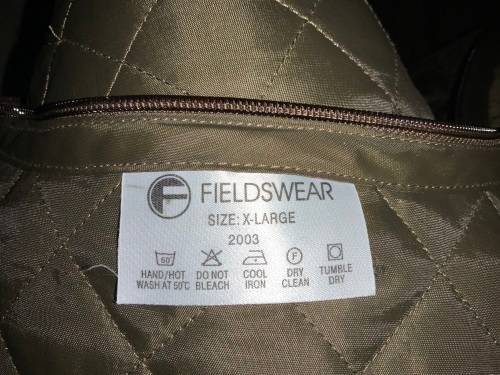 F FIELDSWEAR
SIZE: X-LARGE
2003
50°
F
HAND/HOT WASH AT 50°C
DO NOT BLEACH
COOL IRON
DRY CLEAN
TUMBLE DRY